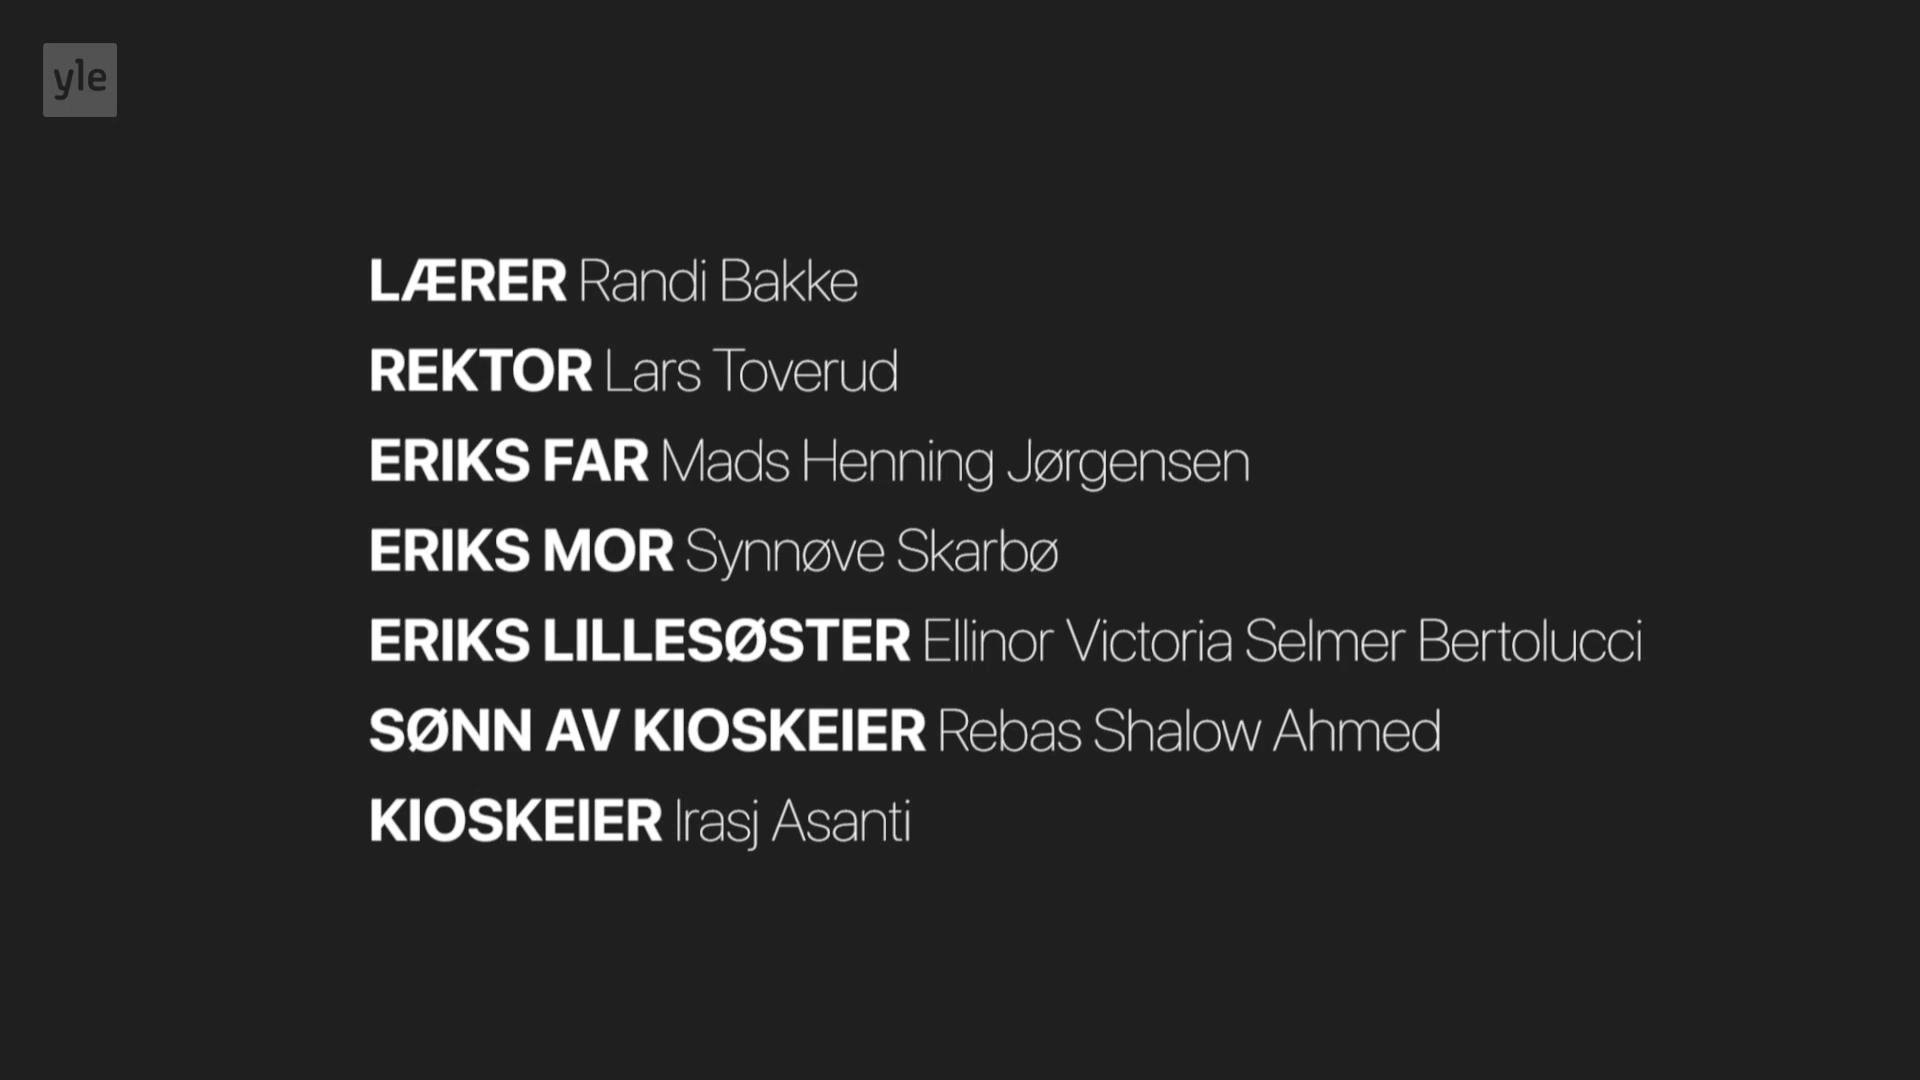 yle
LÆRER Randi Bakke
REKTOR Lars Toverud
ERIKS FAR Mads Henning Jørgensen
ERIKS MOR Synnøve Skarbø
ERIKS LILLESØSTER Ellinor Victoria Selmer Bertolucci
SØNN AV KIOSKEIER Rebas Shalow Ahmed
KIOSKEIER Irasj Asanti